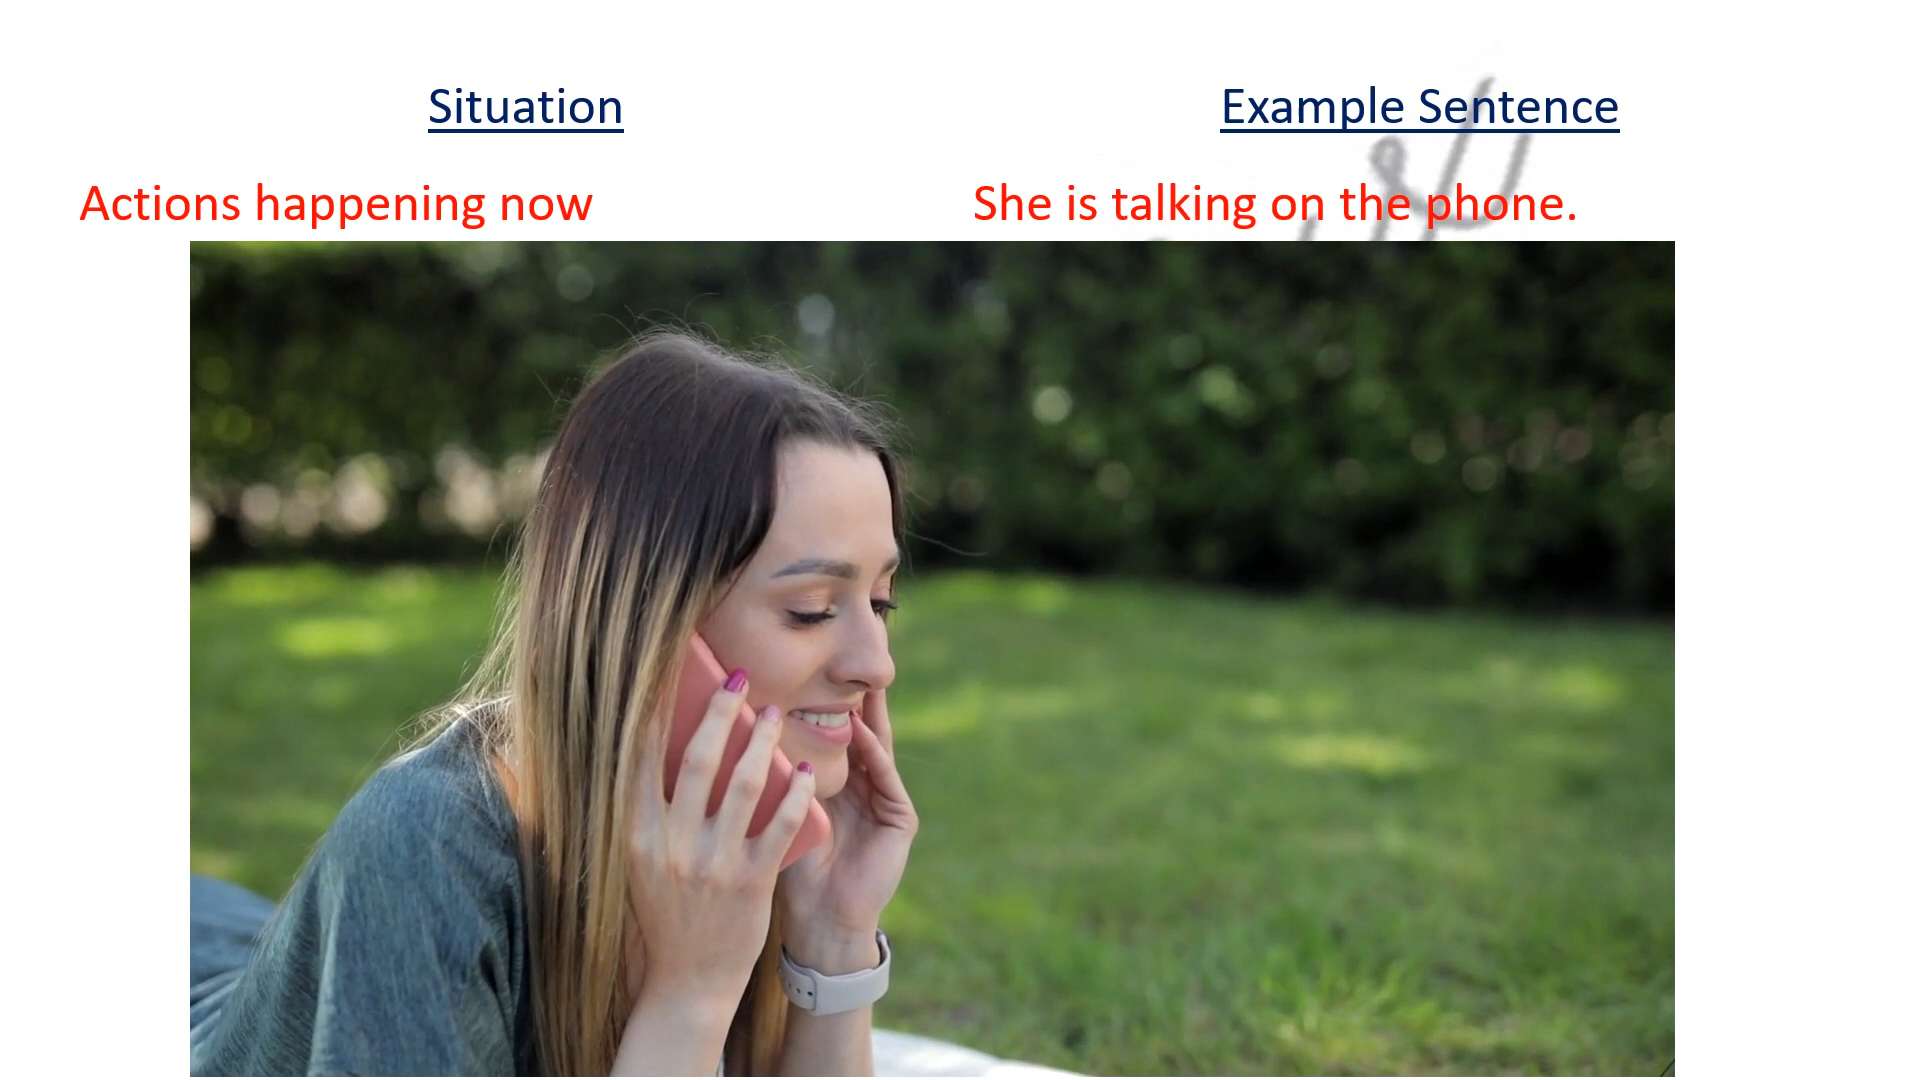 Situation
Example Sentence
Actions happening now
She is talking on the phone.